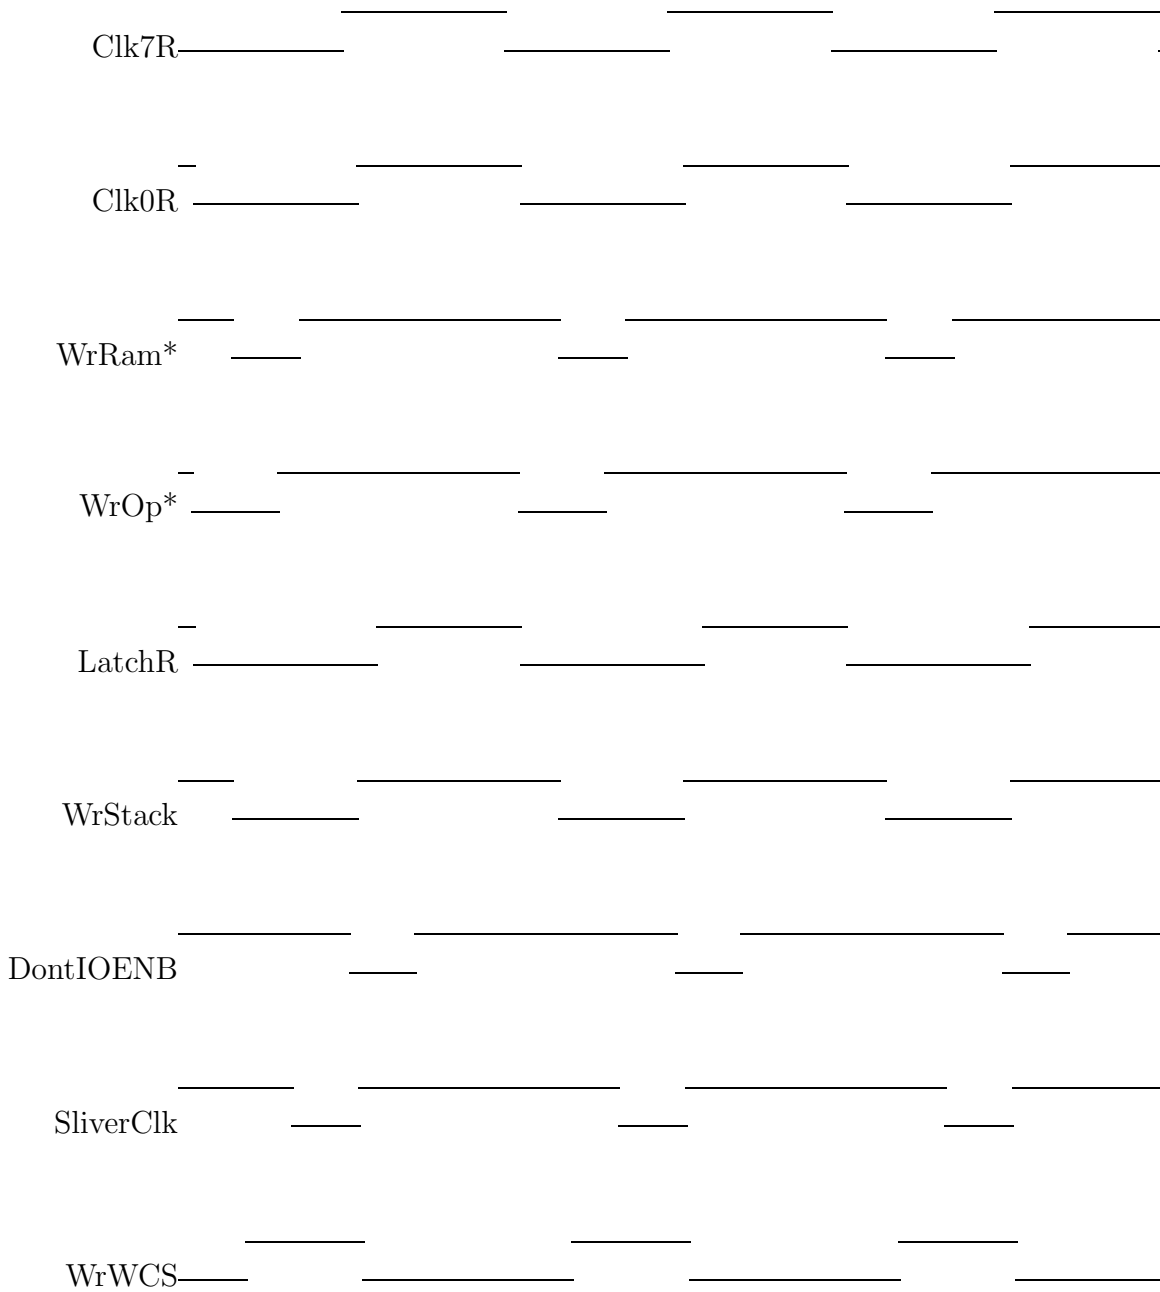 Clk7R
Clk0R
WrRam*
WrOp*
LatchR
WrStack
DontIOENB
SliverClk
WrWCS